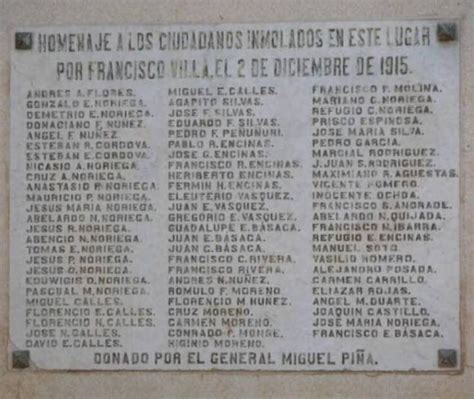 HOMENAJE A LOS CIUDADANOS INMOLADOS EN ESTE LUGAR
POR FRANCISCO VILLA, EL 2 DE DICIEMBRE DE 1915.
ANDRES A. FLORES.
GONZALO E. NORIEGA.
DEMETRIO E. NORIEGA.
DONACIANO F. NUÑEZ.
ANGEL F. NUÑEZ
ESTEBAN R. CORDOVA.
ESTEBAN R. CORDOVA
NICASIO A. NORIEGA.
CRUZ A. NORIEGA.
ANASTASIO P. NORIEGA.
MAURICIO P. NORIEGA.
JESUS MARIA NORIEGA.
ABELARDO N. NORIEGA.
JESUS R. NORIEGA.
ABENCIO N. NORIEGA.
TOMAS E. NORIEGA.
JESUS P. NORIEGA.
JESUS O. NORIEGA.
EDUWIGIS O. NORIEGA.
PASCUAL M. NORIEGA.
MIGUEL CALLES.
FLORENCIO E. CALLES.
JOSE N. CALLES.
DAVID E. CALLES.
MIGUEL E. CALLES.
AGAPITO SILVAS.
JOSE F. SILVAS.
EDUARDO F. SILVAS.
PEDRO F. PEÑUÑURI.
PABLO R. ENCINAS.
JOSE G. ENCINAS.
FRANCISCO R. ENCINAS.
HERIBERTO ENCINAS.
FERMIN H. ENCINAS.
ELEUTERIO VASQUEZ.
JUAN E. VASQUEZ.
GREGORIO E. VASQUEZ.
GUADALUPE E. BASACA.
JUAN E. BASACA.
JUAN C. BASACA.
FRANCISCO C. RIVERA.
FRANCISCO RIVERA.
ANDRES N. NUÑEZ.
ROMULO F. MORENO
FLORENCIO M. NUÑEZ.
CRUZ MORENO.
CARMEN MORENO.
CONRADO P. MONGE.
HIGINIO MORENO.
FRANCISCO F. MOLINA.
MARIANO C. NORIEGA.
REFUGIO C. NORIEGA.
PRISCO ESPINOSA.
JOSE MARIA SILVA.
PEDRO GARCIA.
MARCIAL RODRIGUEZ.
J. JUAN S. RODRIGUEZ.
MAXIMIANO R. AGUESTAS.
VICENTE ROMERO.
INOCENTE OCHOA.
FRANCISCO S. ANDRADE.
ABELARDO N. QUIJADA.
FRANCISCO N. IBARRA.
REFUGIO E. ENCINAS.
MANUEL SOTO.
VASILIO ROMERO.
ALEJANDRO POSADA.
CARMEN CARRILLO.
ELIAZAR ROJAS.
ANGEL M. DUARTE.
JOAQUIN CASTILLO.
JOSE MARIA NORIEGA.
FRANCISCO E. BASACA.
DONADO POR EL GENERAL MIGUEL PIÑA.